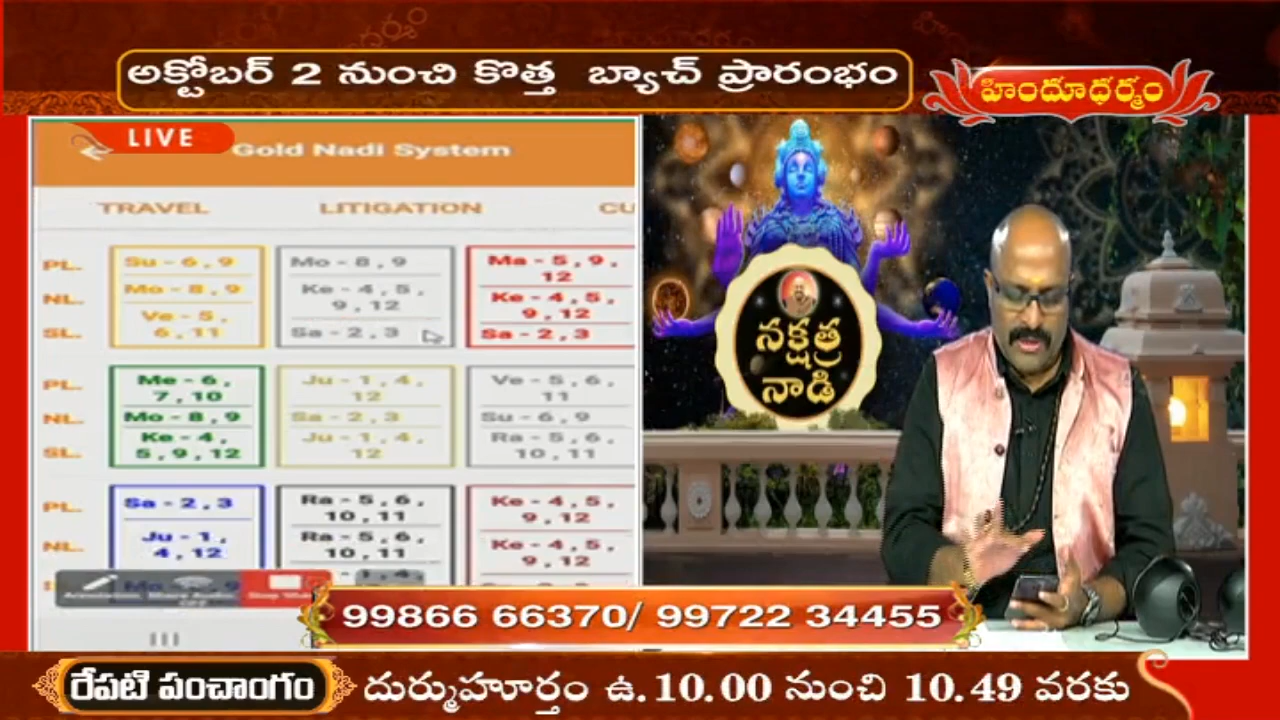 అక్టోబర్ 2 నుంచి కొత్త బ్యాచ్ ప్రారంభం
హిందూధర్మం
LIVE
Gold Nadi System
TRAVEL LITIGATION CU
PL. Su - 6, 9 Mo - 8, 9 Ma - 5, 9, 12
NL. Mo - 8, 9 Ke - 4, 5, 9, 12 Ke - 4, 5, 9, 12
SL. Ve - 5, 6, 11 Sa - 2, 3 Sa - 2, 3
PL. Me - 6, 7, 10 Ju - 1, 4, 12 Ve - 5, 6, 11
NL. Mo - 8, 9 Sa - 2, 3 Su - 6, 9
SL. Ke - 4, 5, 9, 12 Ju - 1, 4, 12 Ra - 5, 6, 10, 11
PL. Sa - 2, 3 Ra - 5, 6, 10, 11 Ke - 4, 5, 9, 12
NL. Ju - 1, 4, 12 Ra - 5, 6, 10, 11 Ke - 4, 5, 9, 12
నక్షత్ర
నాడి
99866 66370/ 99722 34455
రేపటి పంచాంగం దుర్ముహూర్తం ఉ.10.00 నుంచి 10.49 వరకు